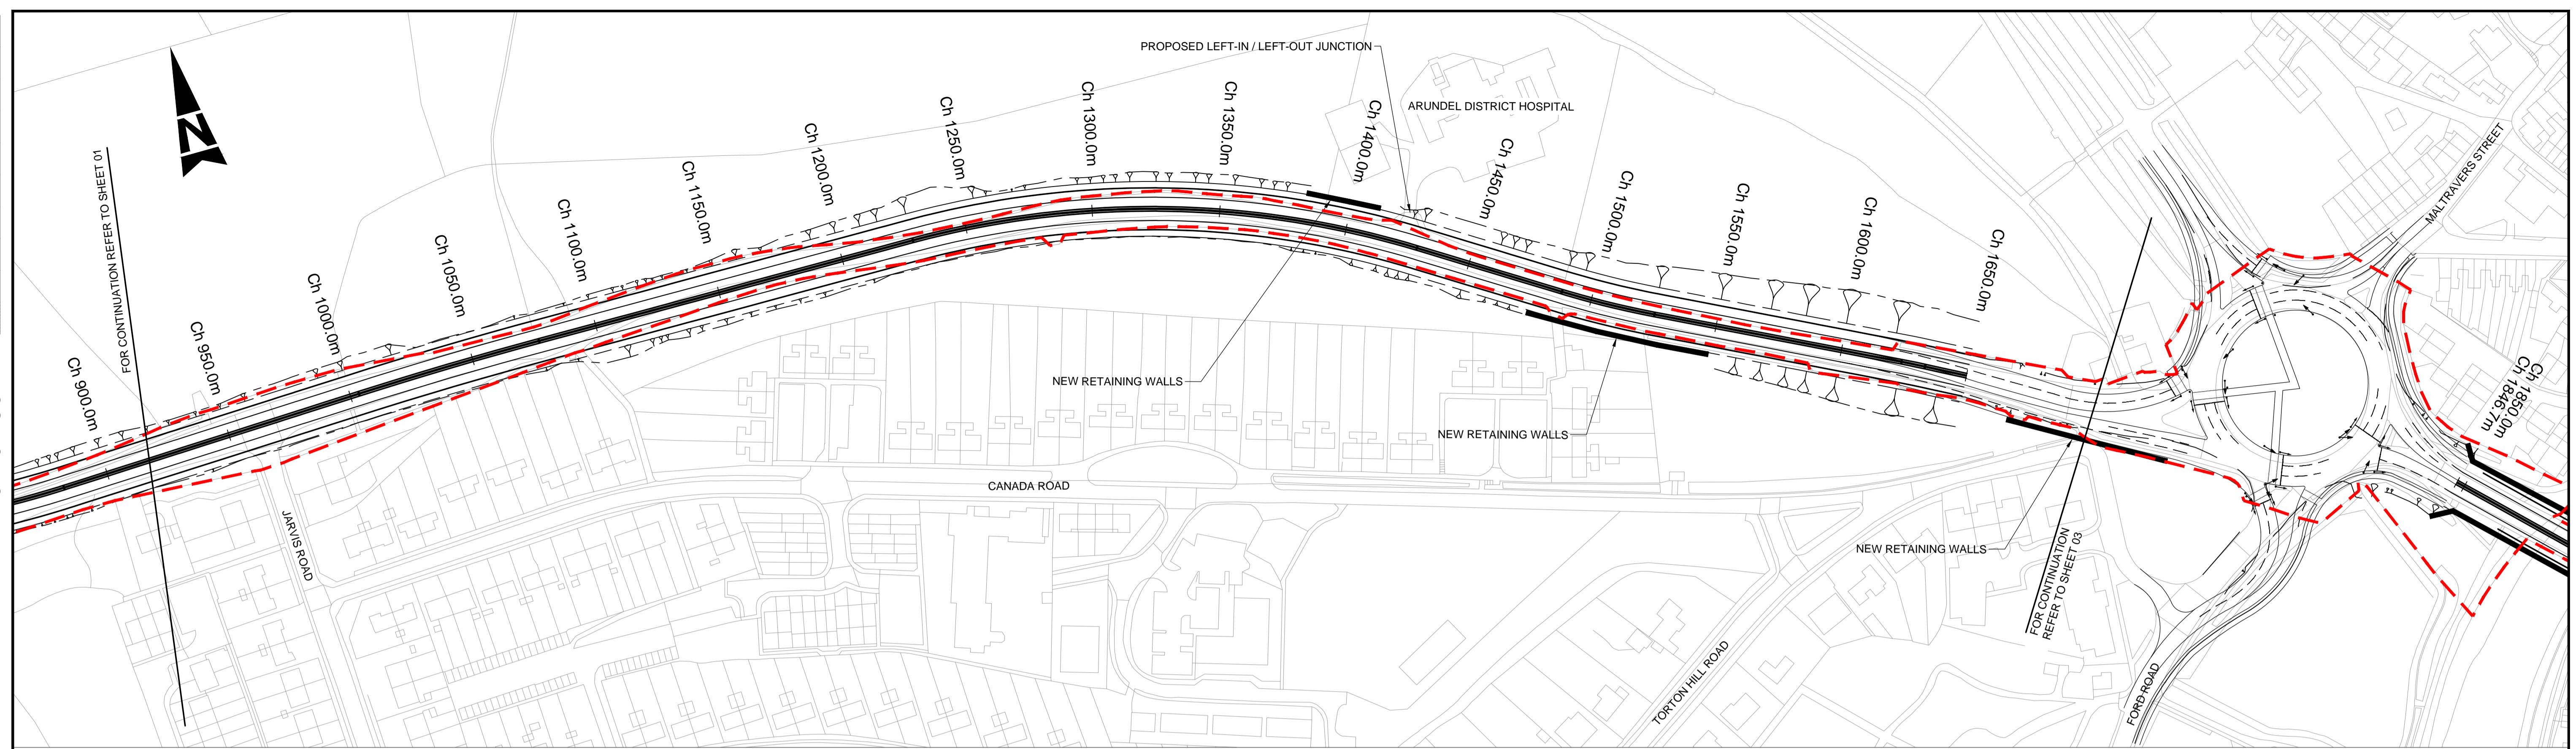 PROPOSED LEFT-IN / LEFT-OUT JUNCTION
ARUNDEL DISTRICT HOSPITAL
N
FOR CONTINUATION REFER TO SHEET 01
Ch 900.0m
Ch 950.0m
Ch 1000.0m
Ch 1050.0m
Ch 1100.0m
Ch 1150.0m
Ch 1200.0m
Ch 1250.0m
Ch 1300.0m
Ch 1350.0m
Ch 1400.0m
Ch 1450.0m
Ch 1500.0m
Ch 1550.0m
Ch 1600.0m
Ch 1650.0m
MALTRAVERS STREET
Ch 1850.0m
Ch 1846.7m
NEW RETAINING WALLS
NEW RETAINING WALLS
NEW RETAINING WALLS
CANADA ROAD
JARVIS ROAD
FOR CONTINUATION
REFER TO SHEET 03
TORTON HILL ROAD
FORD ROAD